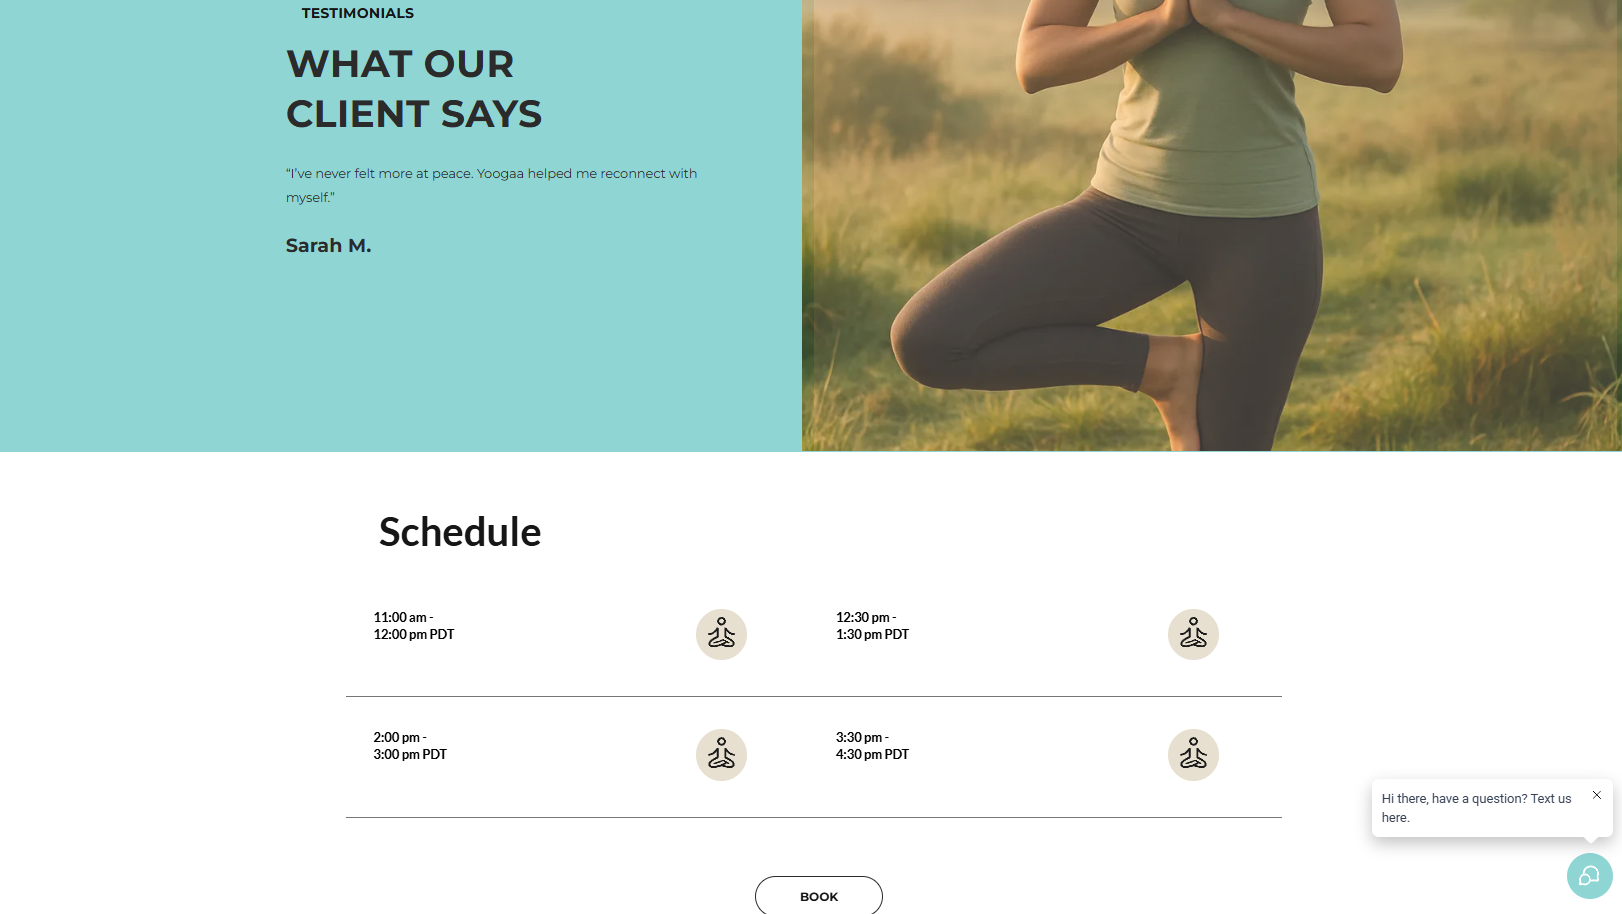 TESTIMONIALS
WHAT OUR
CLIENT SAYS
“I’ve never felt more at peace. Yoogaa helped me reconnect with
myself.”
Sarah M.
Schedule
11:00 am -
12:00 pm PDT
12:30 pm -
1:30 pm PDT
2:00 pm -
3:00 pm PDT
3:30 pm -
4:30 pm PDT
Hi there, have a question? Text us
here.
BOOK